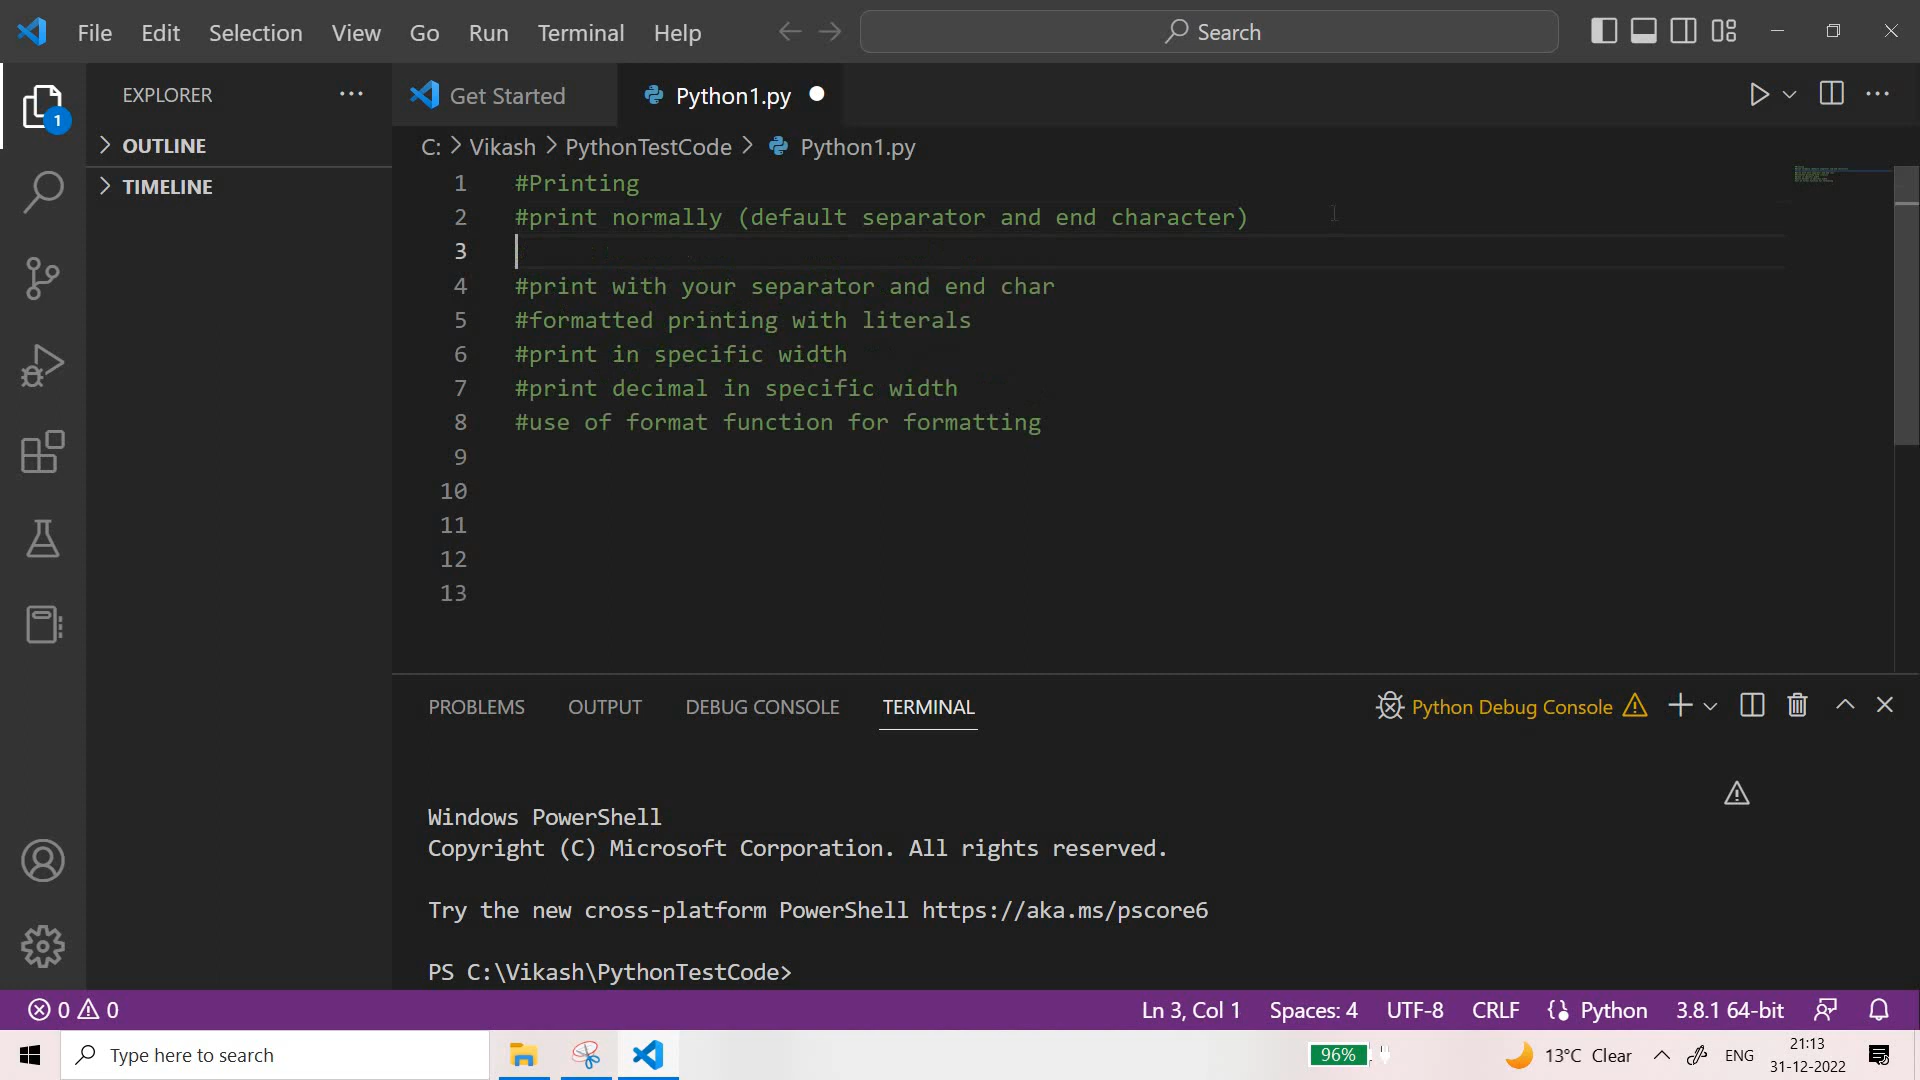 File Edit Selection View Go Run Terminal Help
Search
EXPLORER
1
OUTLINE
TIMELINE
Get Started
Python1.py
C: > Vikash > PythonTestCode > Python1.py
1 #Printing
2 #print normally (default separator and end character)
3
4 #print with your separator and end char
5 #formatted printing with literals
6 #print in specific width
7 #print decimal in specific width
8 #use of format function for formatting
9
10
11
12
13
PROBLEMS OUTPUT DEBUG CONSOLE TERMINAL
Python Debug Console
Windows PowerShell
Copyright (C) Microsoft Corporation. All rights reserved.
Try the new cross-platform PowerShell https://aka.ms/pscore6
PS C:\Vikash\PythonTestCode>
0 0
Ln 3, Col 1 Spaces: 4 UTF-8 CRLF Python 3.8.1 64-bit
Type here to search
96%
13°C Clear
ENG
21:13
31-12-2022